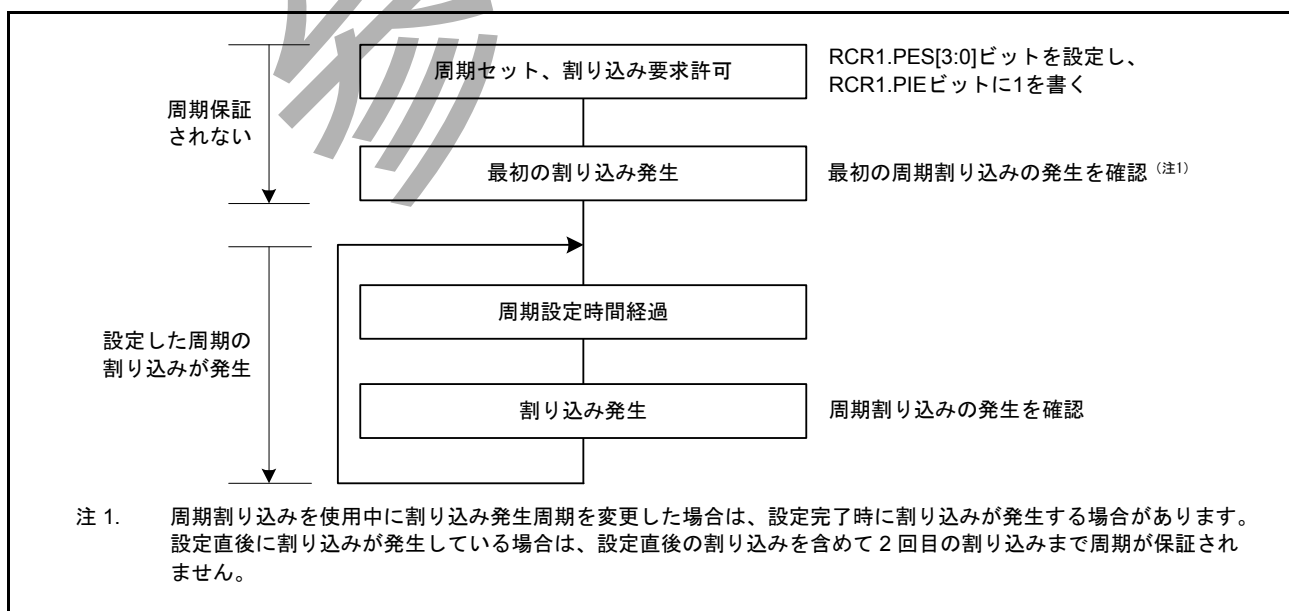 周期セット、割り込み要求許可
RCR1.PES[3:0]ビットを設定し、
RCR1.PIEビットに1を書く
周期保証
されない
最初の割り込み発生
最初の周期割り込みの発生を確認（注1）
周期設定時間経過
設定した周期の
割り込みが発生
割り込み発生
周期割り込みの発生を確認
注 1. 周期割り込みを使用中に割り込み発生周期を変更した場合は、設定完了時に割り込みが発生する場合があります。
設定直後に割り込みが発生している場合は、設定直後の割り込みを含めて 2 回目の割り込みまで周期が保証され
ません。